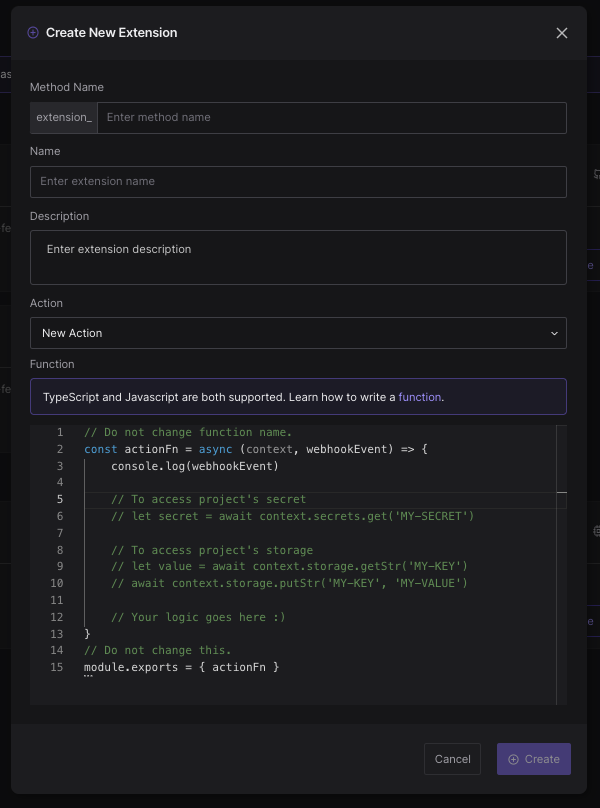 Create New Extension
as
Method Name
extension_ Enter method name
Name
Enter extension name
fe
Description
Enter extension description
e
Action
New Action
Function
fe
TypeScript and Javascript are both supported. Learn how to write a function.
1 // Do not change function name.
2 const actionFn = async (context, webhookEvent) => {
3 console.log(webhookEvent)
4
5 // To access project's secret
6 // let secret = await context.secrets.get('MY-SECRET')
7
8 // To access project's storage
9 // let value = await context.storage.getStr('MY-KEY')
10 // await context.storage.putStr('MY-KEY', 'MY-VALUE')
11
12 // Your logic goes here :)
e
13 }
14 // Do not change this.
15 module.exports = { actionFn }
Cancel Create